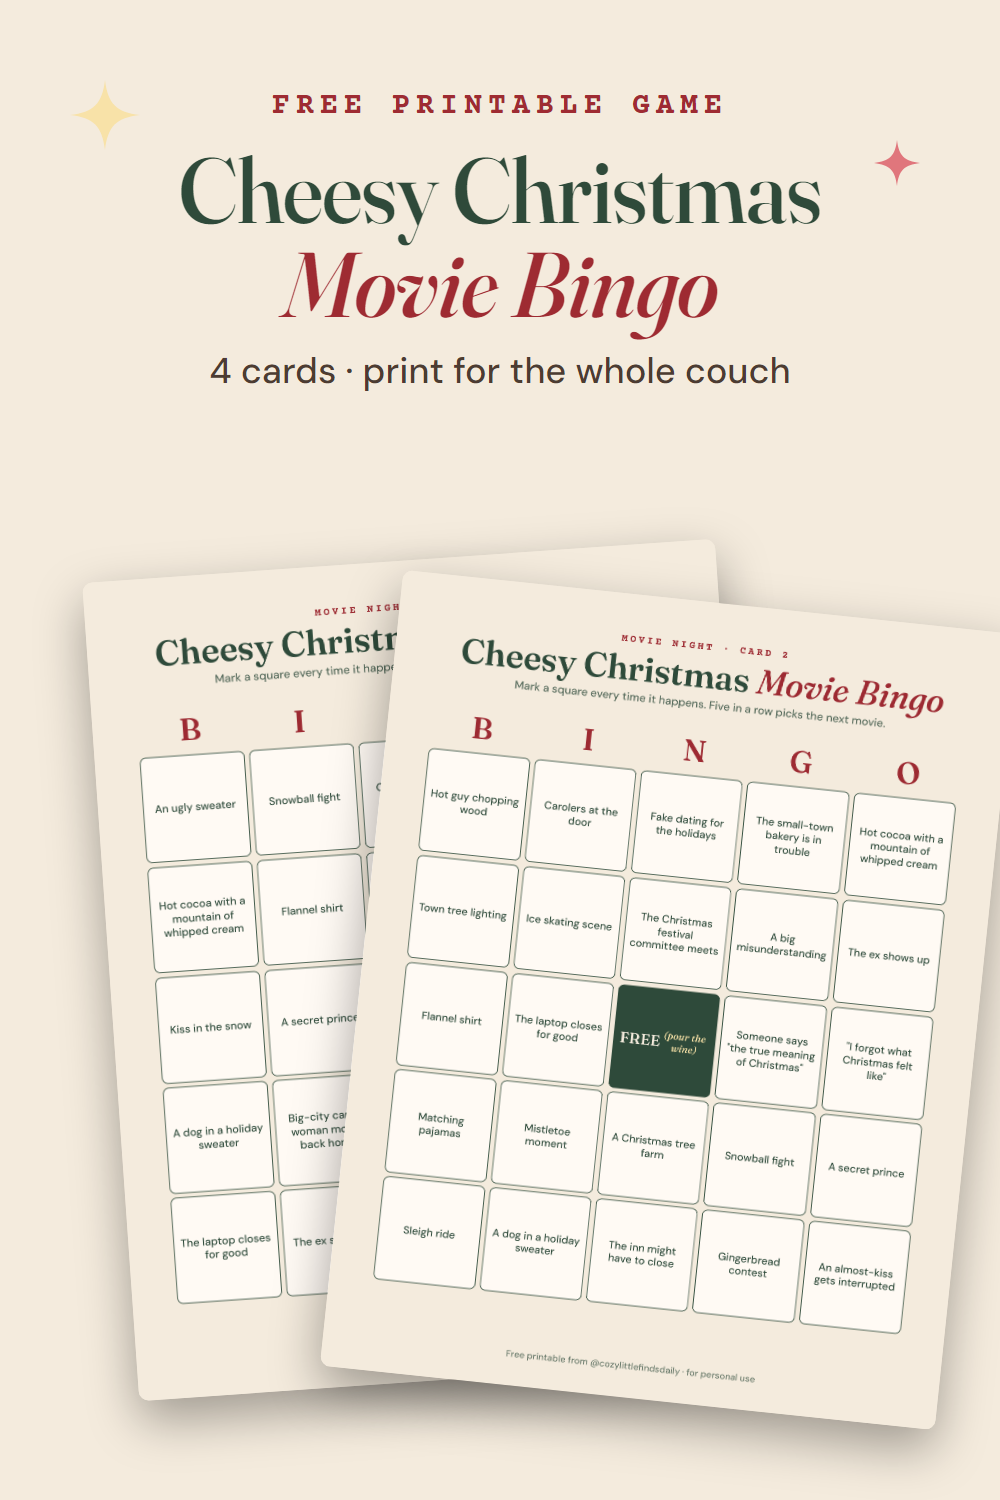 FREE PRINTABLE GAME
Cheesy Christmas
Movie Bingo
4 cards · print for the whole couch
MOVIE NIGH
Cheesy Christ
Mark a square every time it happe
B I
An ugly sweater
Snowball fight
Hot cocoa with a
mountain of
whipped cream
Flannel shirt
Kiss in the snow
A secret prince
A dog in a holiday
sweater
Big-city
woman
back
The laptop closes
for good
The ex
MOVIE NIGHT · CARD 2
Cheesy Christmas Movie Bingo
Mark a square every time it happens. Five in a row picks the next movie.
B I N G O
Hot guy chopping
wood
Carolers at the
door
Fake dating for
the holidays
The small-town
bakery is in
trouble
Hot cocoa with a
mountain of
whipped cream
Town tree lighting
Ice skating scene
The Christmas
festival
committee meets
A big
misunderstanding
The ex shows up
Flannel shirt
The laptop closes
for good
FREE (pour the
wine)
Someone says
"the true meaning
of Christmas"
"I forgot what
Christmas felt
like"
Matching
pajamas
Mistletoe
moment
A Christmas tree
farm
Snowball fight
A secret prince
Sleigh ride
A dog in a holiday
sweater
The inn might
have to close
Gingerbread
contest
An almost-kiss
gets interrupted
Free printable from @cozylittlefindsdaily · for personal use